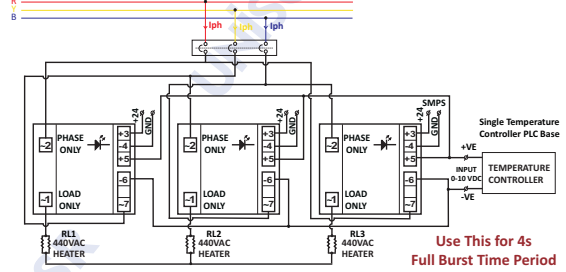 R
Y
B
Iph
Iph
Iph
+24
GND
+24
GND
+24
GND
SMPS
~2
PHASE
ONLY
+3
-4
+5
-6
~7
~1
LOAD
ONLY
~2
PHASE
ONLY
+3
-4
+5
-6
~7
~1
LOAD
ONLY
~2
PHASE
ONLY
+3
-4
+5
-6
~7
~1
LOAD
ONLY
Single Temperature
Controller PLC Base
+VE
INPUT
0-10 VDC
-VE
TEMPERATURE
CONTROLLER
RL1
440VAC
HEATER
RL2
440VAC
HEATER
RL3
440VAC
HEATER
Use This for 4s
Full Burst Time Period